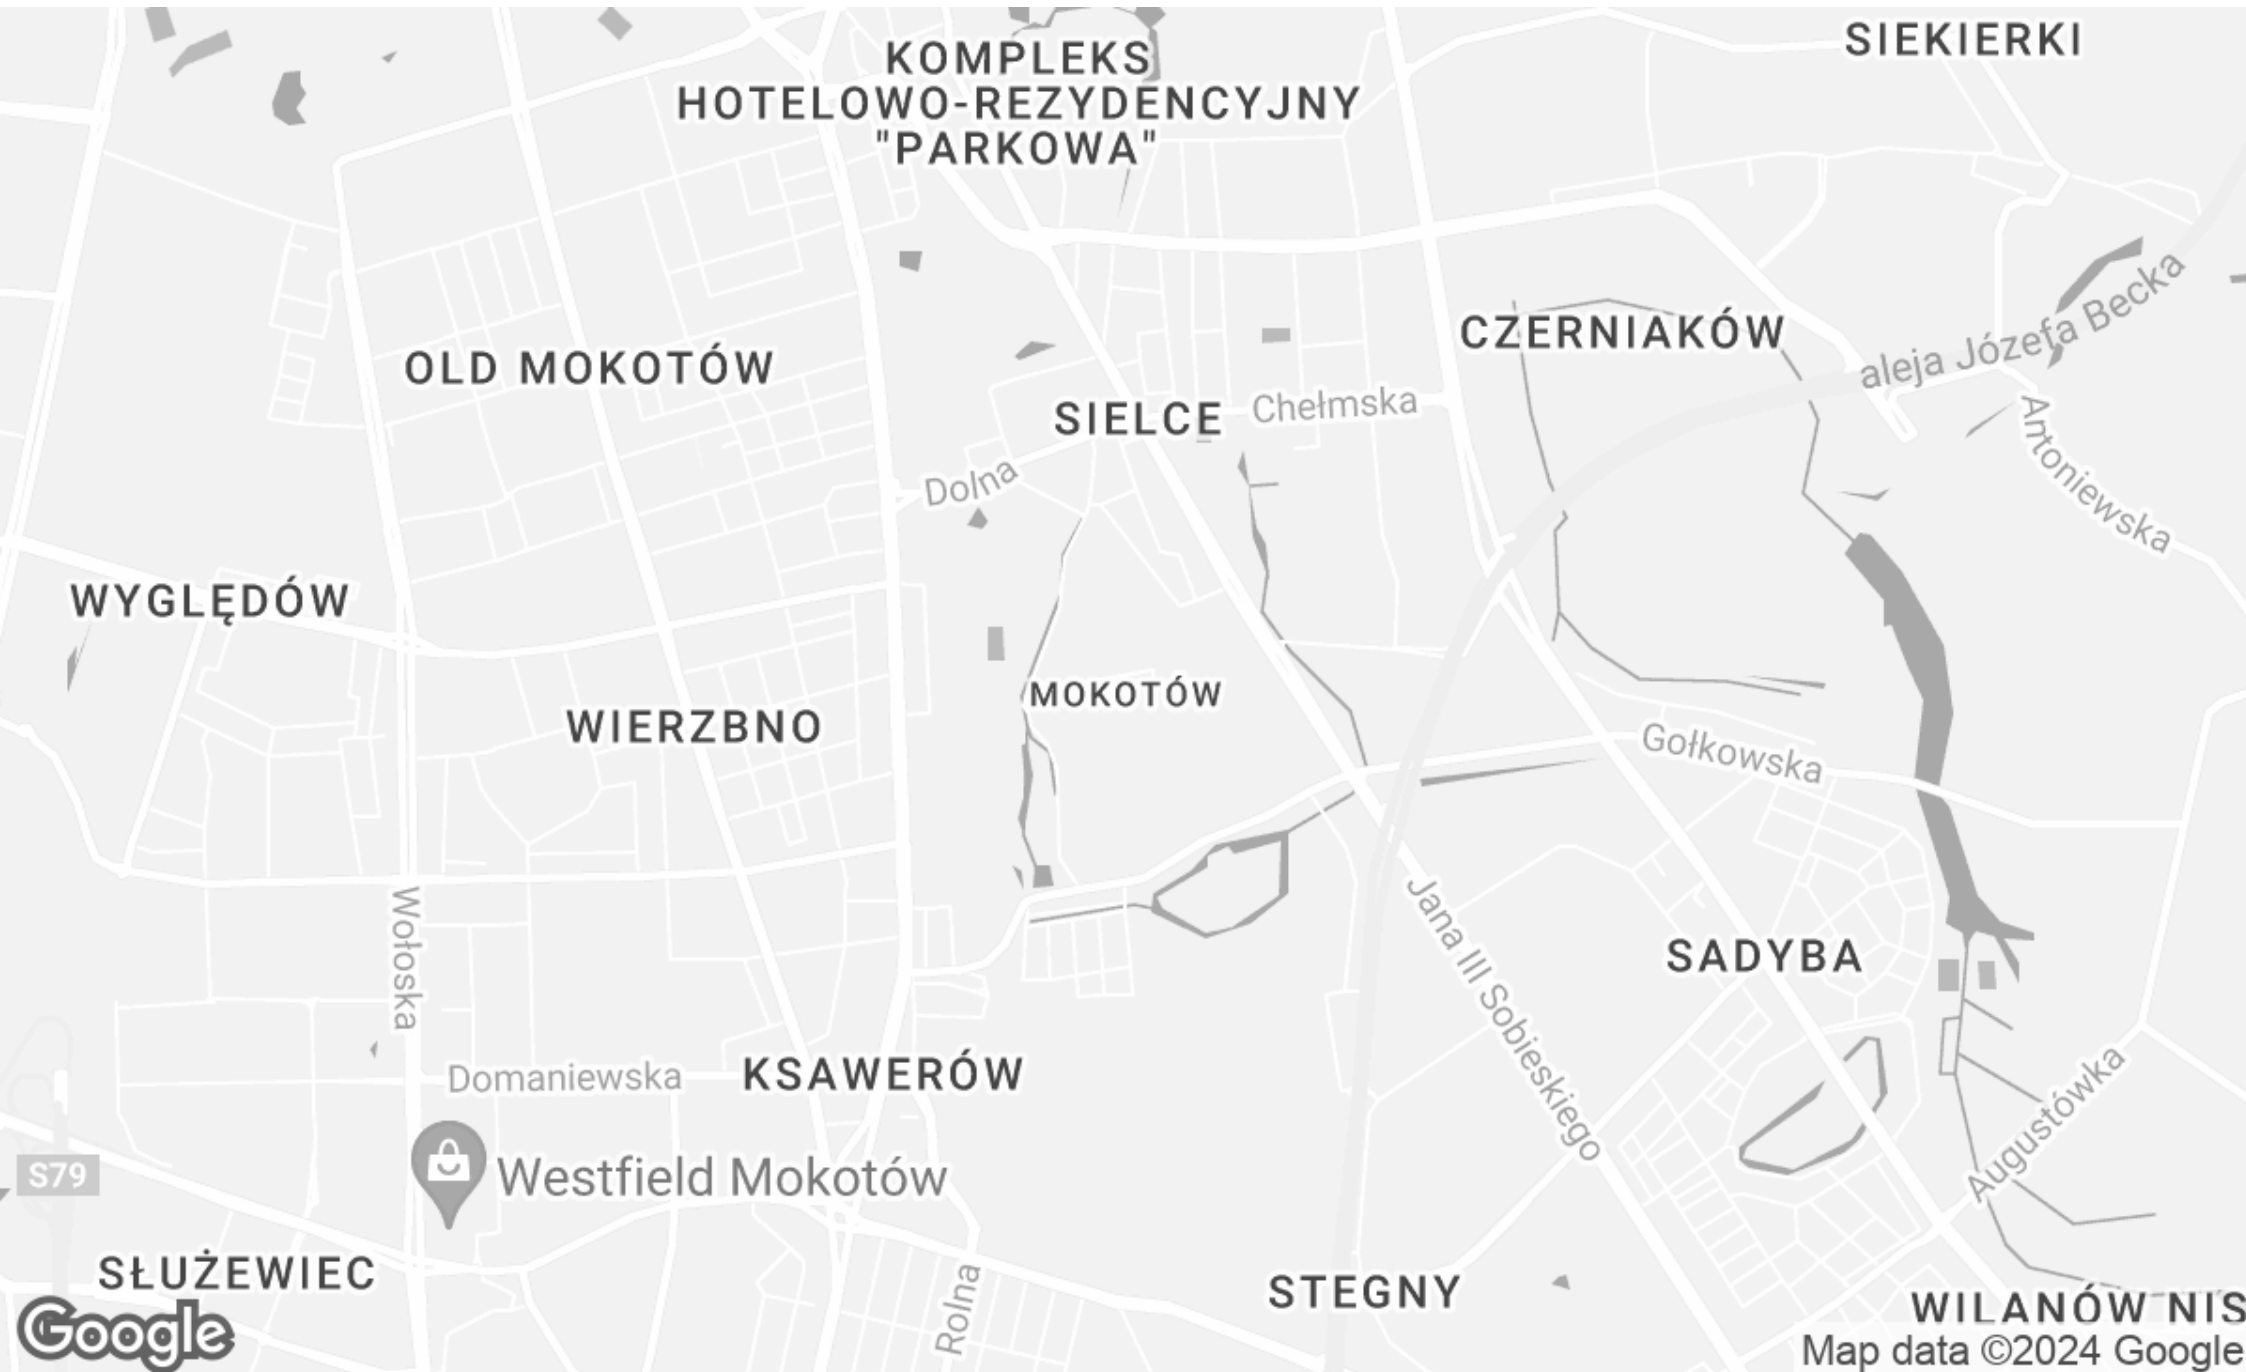 SIEKIERKI
KOMPLEKS
HOTELOWO-REZYDENCYJNY
"PARKOWA"
aleja Józefa Becka
CZERNIAKÓW
OLD MOKOTÓW
Chełmska
SIELCE
Antoniewska
Dolna
WYGLĘDÓW
MOKOTÓW
WIERZBNO
Gołkowska
Wołoska
Jana III Sobieskiego
SADYBA
Domaniewska
KSAWERÓW
Augustówka
S79
Westfield Mokotów
SŁUŻEWIEC
Rolna
STEGNY
WILANÓW NIS
Google
Map data ©2024 Google